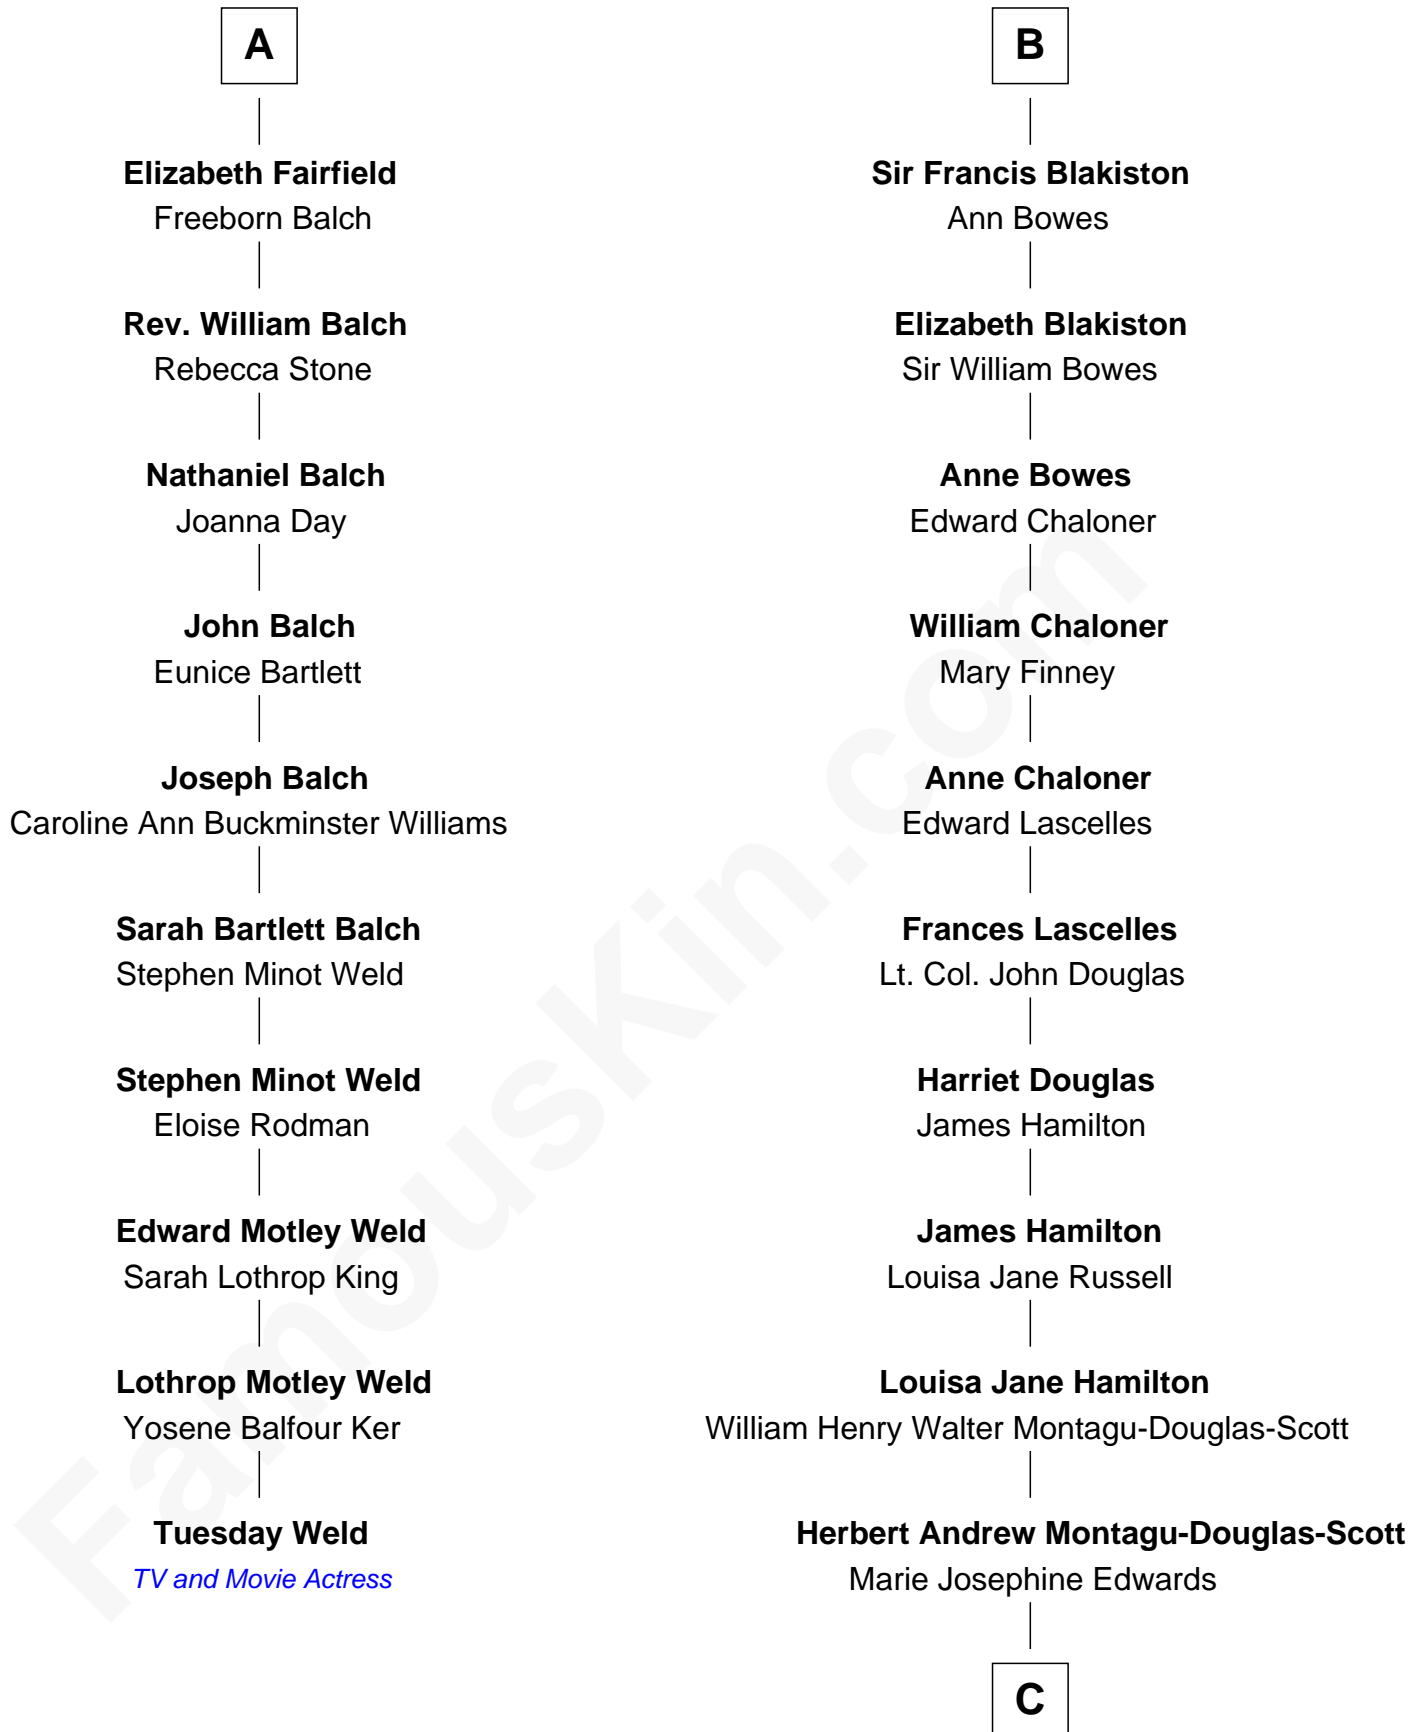 A
Elizabeth Fairfield
Freeborn Balch
Rev. William Balch
Rebecca Stone
Nathaniel Balch
Joanna Day
John Balch
Eunice Bartlett
Joseph Balch
Caroline Ann Buckminster Williams
Sarah Bartlett Balch
Stephen Minot Weld
Stephen Minot Weld
Eloise Rodman
Edward Motley Weld
Sarah Lothrop King
Lothrop Motley Weld
Yosene Balfour Ker
Tuesday Weld
TV and Movie Actress
B
Sir Francis Blakiston
Ann Bowes
Elizabeth Blakiston
Sir William Bowes
Anne Bowes
Edward Chaloner
William Chaloner
Mary Finney
Anne Chaloner
Edward Lascelles
Frances Lascelles
Lt. Col. John Douglas
Harriet Douglas
James Hamilton
James Hamilton
Louisa Jane Russell
Louisa Jane Hamilton
William Henry Walter Montagu-Douglas-Scott
Herbert Andrew Montagu-Douglas-Scott
Marie Josephine Edwards
C
FamousKin.com